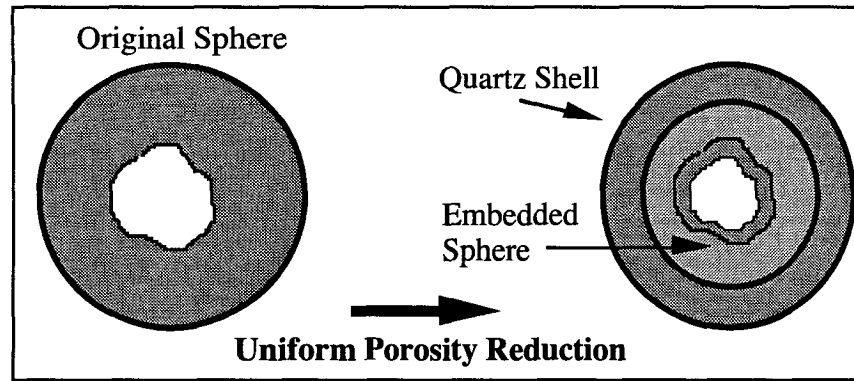 Original Sphere
Quartz Shell
Embedded
Sphere
Uniform Porosity Reduction